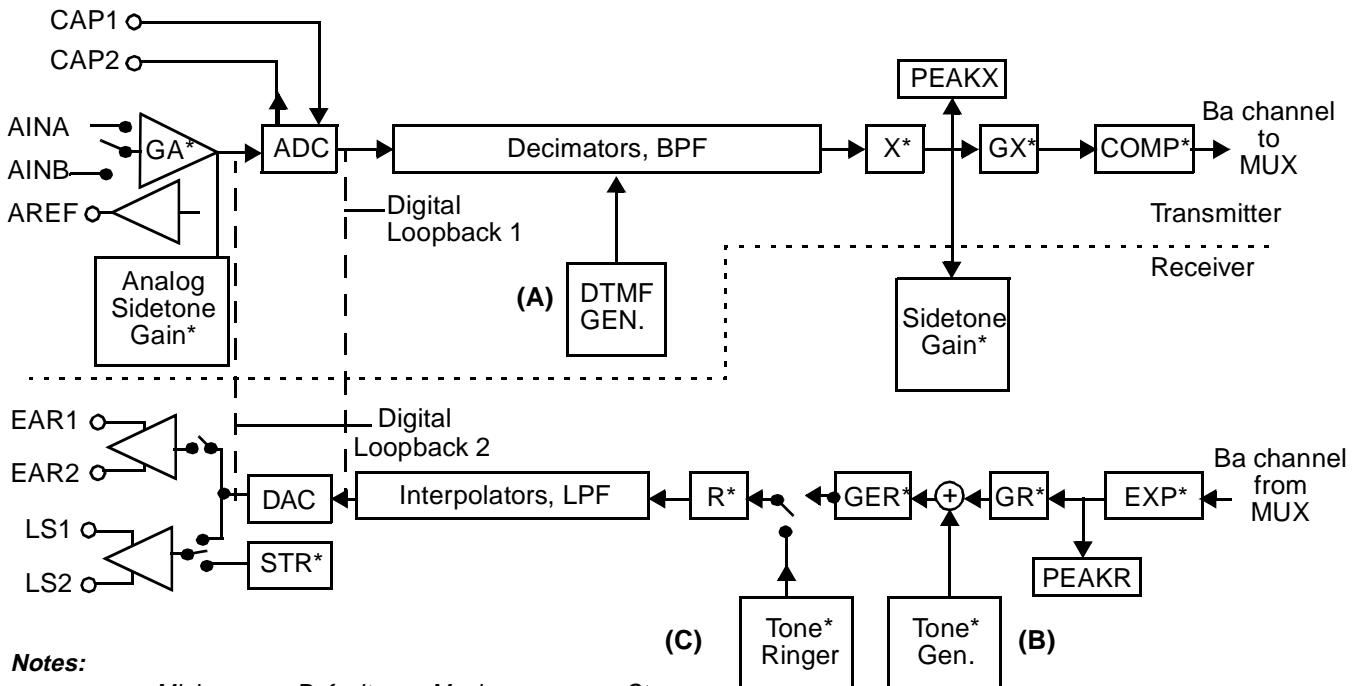 CAP1
CAP2
PEAKX
AINA
AINB
AREF
GA*
ADC
Decimators, BPF
X*
GX*
COMP*
Ba channel
to
MUX
Digital
Loopback 1
Transmitter
Receiver
Analog
Sidetone
Gain*
(A)
DTMF
GEN.
Sidetone
Gain*
EAR1
EAR2
Digital
Loopback 2
LS1
LS2
DAC
STR*
Interpolators, LPF
R*
GER*
+
GR*
EXP*
Ba channel
from
MUX
PEAKR
(C)
Tone*
Ringer
Tone*
Gen.
(B)
Notes: